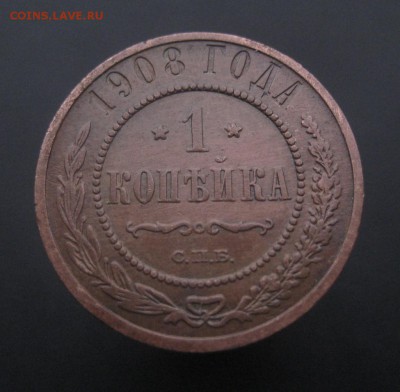 COINS.LAVE.RU
1908 ГОДА
1
КОПѢЙКА
С.П.Б.